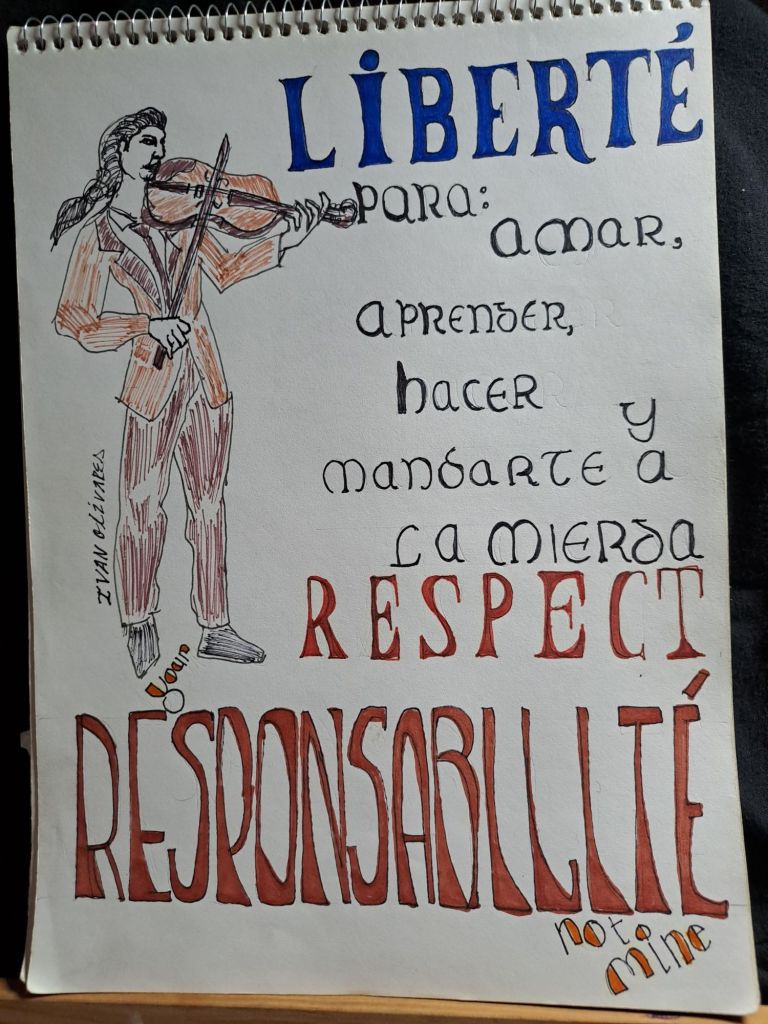 LIBERTÉ
para:
amar,
aprender,
hacer
y
mandarte a
la mierda
RESPECT
IVAN OLIVARES
your
RESPONSABILITÉ
not
mine